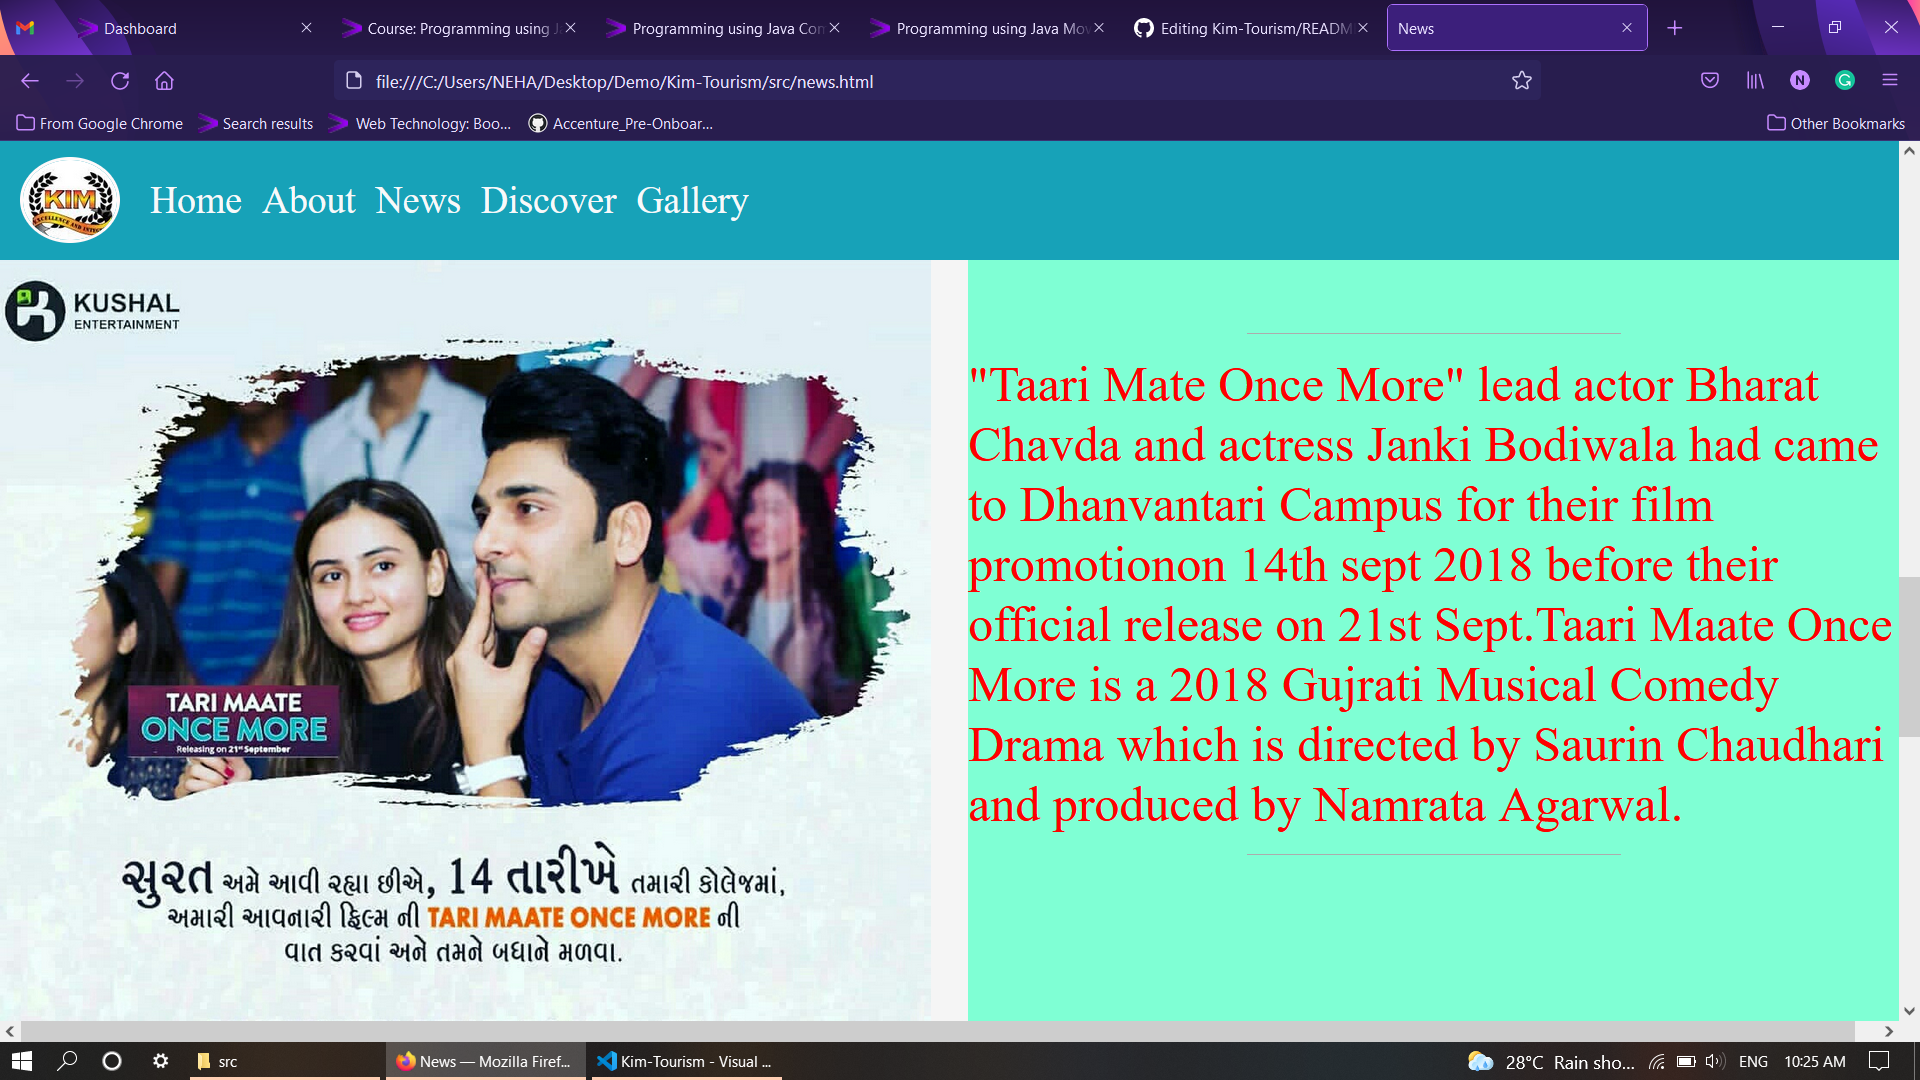 Dashboard
Course: Programming using J
Programming using Java Con
Programming using Java Mov
Editing Kim-Tourism/READM
News
file:///C:/Users/NEHA/Desktop/Demo/Kim-Tourism/src/news.html
N
From Google Chrome
Search results
Web Technology: Boo...
Accenture_Pre-Onboar...
Other Bookmarks
KIM
EXCELLENCE AND
Home About News Discover Gallery
KUSHAL
ENTERTAINMENT
TARI MAATE
ONCE MORE
Releasing on 21st September
સુરત અમે આવી રહ્યા છીએ, 14 તારીખે તમારી કોલેજમાં,
અમારી આવનારી ફિલ્મ ની TARI MAATE ONCE MORE ની
વાત કરવાં અને તમને બધાને મળવા.
"Taari Mate Once More" lead actor Bharat
Chavda and actress Janki Bodiwala had came
to Dhanvantari Campus for their film
promotionon 14th sept 2018 before their
official release on 21st Sept.Taari Maate Once
More is a 2018 Gujrati Musical Comedy
Drama which is directed by Saurin Chaudhari
and produced by Namrata Agarwal.
src
News — Mozilla Firef...
Kim-Tourism - Visual ...
28°C Rain sho...
ENG
10:25 AM